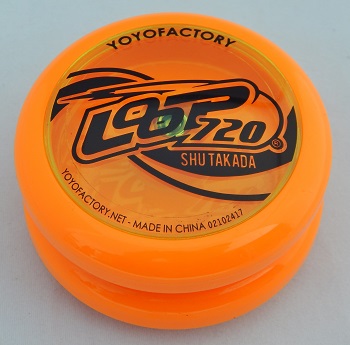 YOYOFACTORY
LOOP 720®
SHU TAKADA
YOYOFACTORY.NET - MADE IN CHINA 02102417